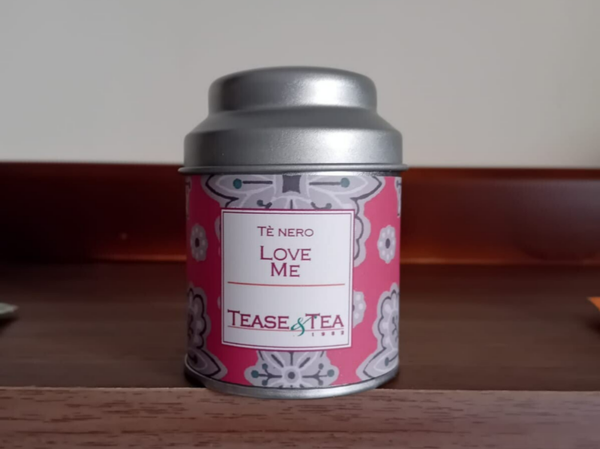 TÈ NERO
LOVE
ME
TEASE & TEA